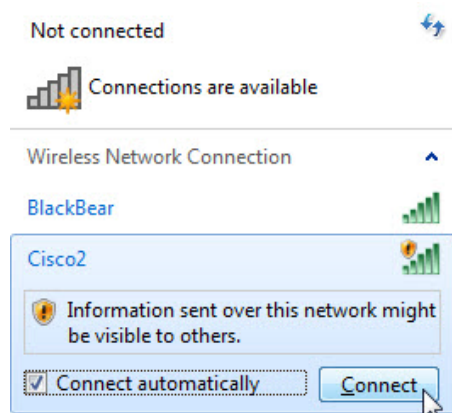 Not connected
Connections are available
Wireless Network Connection
BlackBear
Cisco2
Information sent over this network might
be visible to others.
Connect automatically
Connect